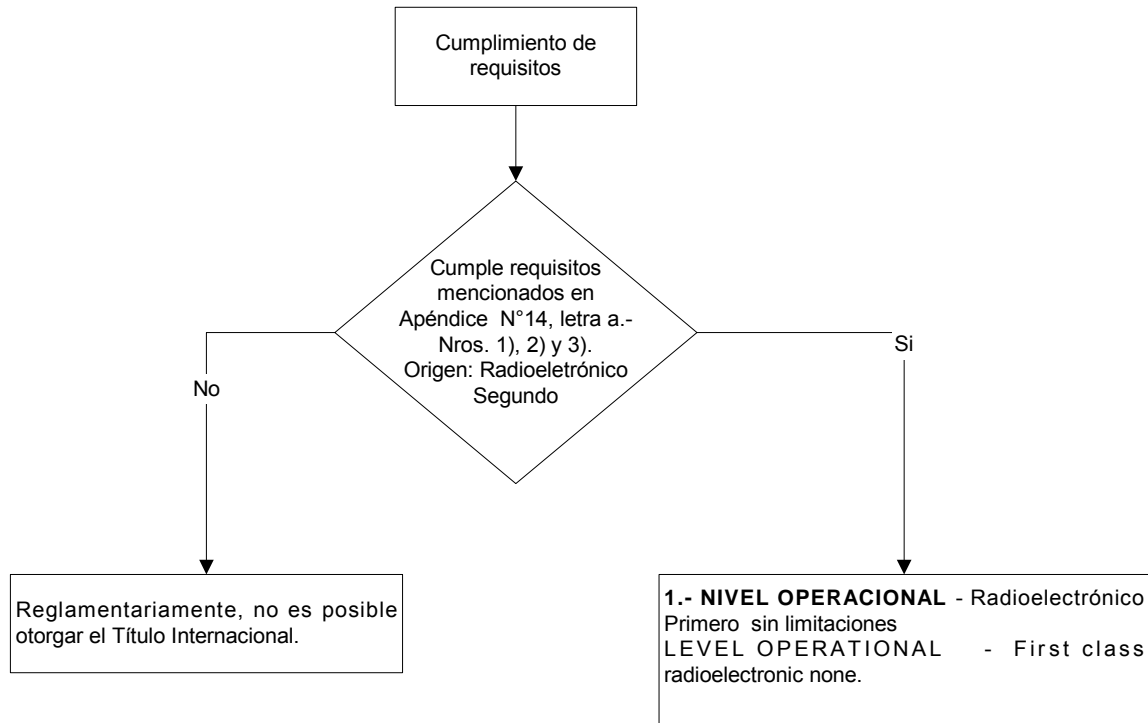 Cumplimiento de
requisitos
Cumple requisitos
mencionados en
Apéndice N°14, letra a.-
Nros. 1), 2) y 3).
Origen: Radioeletrónico
Segundo
No
Si
Reglamentariamente, no es posible
otorgar el Título Internacional.
1.- NIVEL OPERACIONAL - Radioelectrónico
Primero sin limitaciones
LEVEL OPERATIONAL - First class
radioelectronic none.